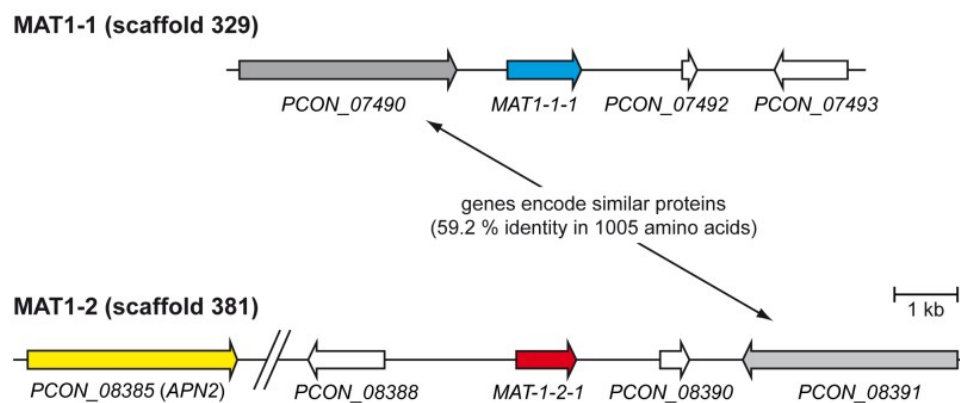 MAT1-1 (scaffold 329)
PCON_07490 MAT1-1-1 PCON_07492 PCON_07493
genes encode similar proteins
(59.2 % identity in 1005 amino acids)
MAT1-2 (scaffold 381)
1 kb
PCON_08385 (APN2) PCON_08388 MAT-1-2-1 PCON_08390 PCON_08391